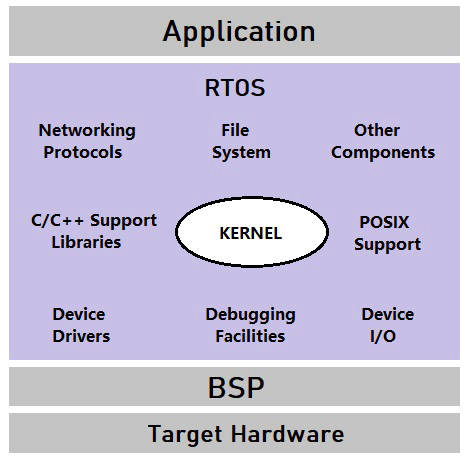 Application
RTOS
Networking
Protocols
File
System
Other
Components
C/C++ Support
Libraries
KERNEL
POSIX
Support
Device
Drivers
Debugging
Facilities
Device
I/O
BSP
Target Hardware